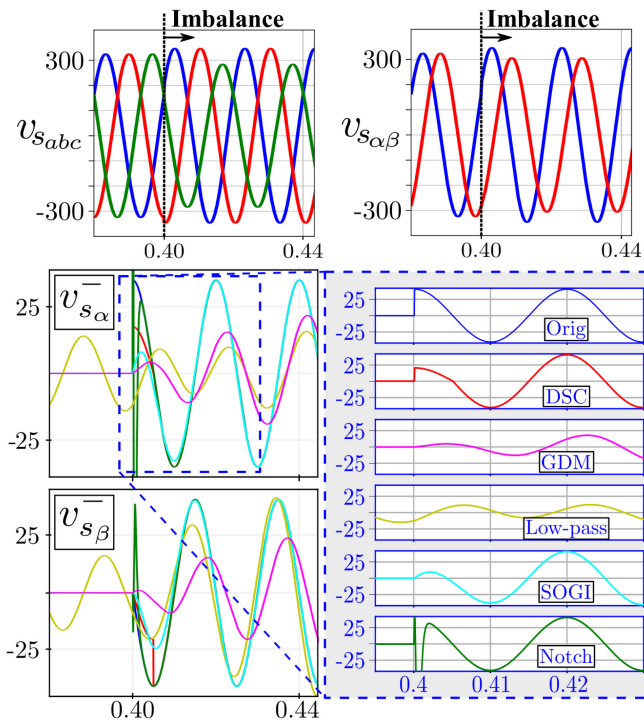 Imbalance
300
v_{s_{abc}}
-300
0.40
0.44
Imbalance
300
v_{s_{αβ}}
-300
0.40
0.44
25
v^-_{s_α}
-25
25
v^-_{s_β}
-25
0.40
0.44
25
-25
Orig
25
-25
DSC
25
-25
GDM
25
-25
Low-pass
25
-25
SOGI
25
-25
Notch
0.4
0.41
0.42